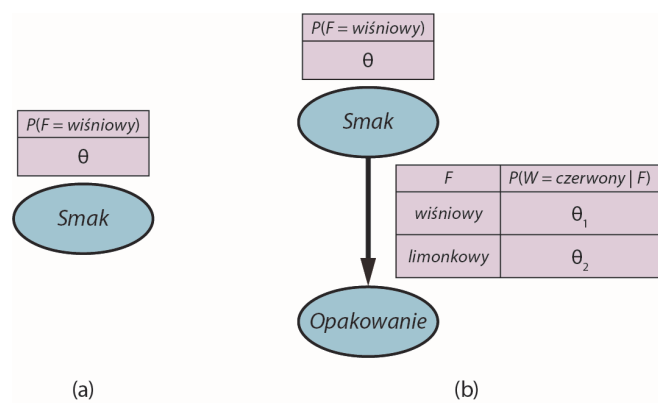 P(F = wiśniowy)
θ
Smak
(a)
P(F = wiśniowy)
θ
Smak
F P(W = czerwony | F)
wiśniowy θ1
limonkowy θ2
Opakowanie
(b)